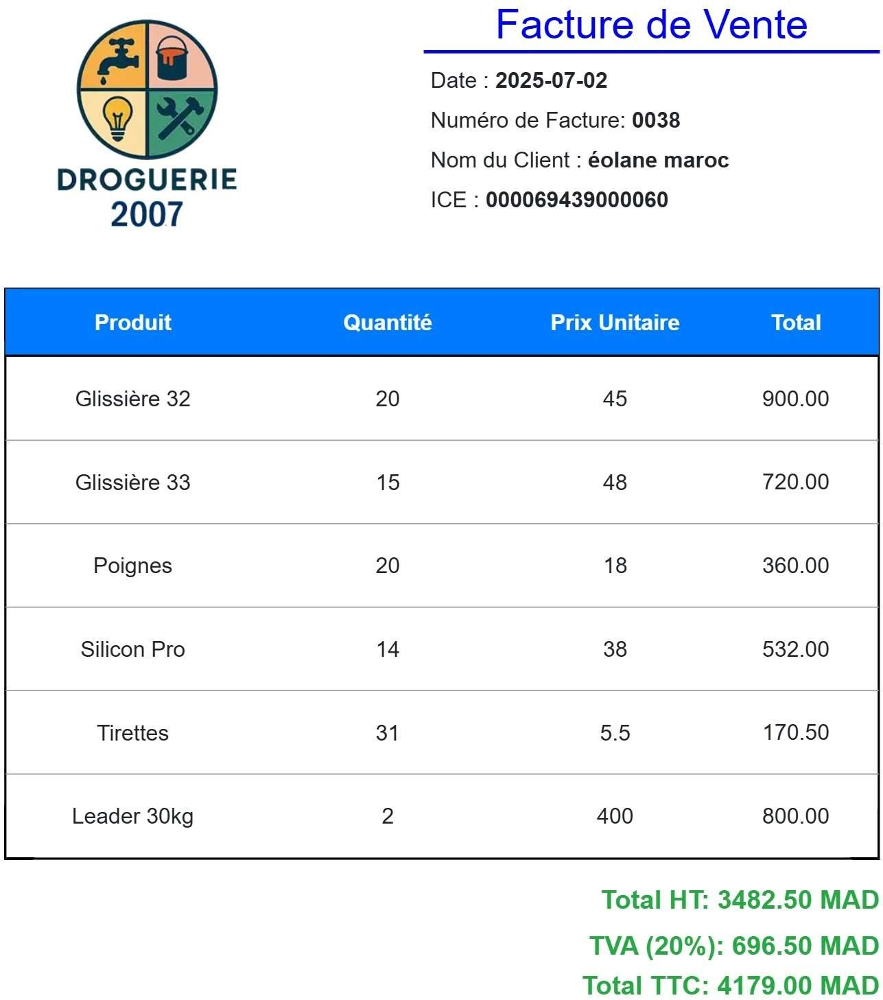 DROGUERIE
2007
Facture de Vente
Date : 2025-07-02
Numéro de Facture: 0038
Nom du Client : éolane maroc
ICE : 000069439000060
Produit Quantité Prix Unitaire Total
Glissière 32 20 45 900.00
Glissière 33 15 48 720.00
Poignes 20 18 360.00
Silicon Pro 14 38 532.00
Tirettes 31 5.5 170.50
Leader 30kg 2 400 800.00
Total HT: 3482.50 MAD
TVA (20%): 696.50 MAD
Total TTC: 4179.00 MAD